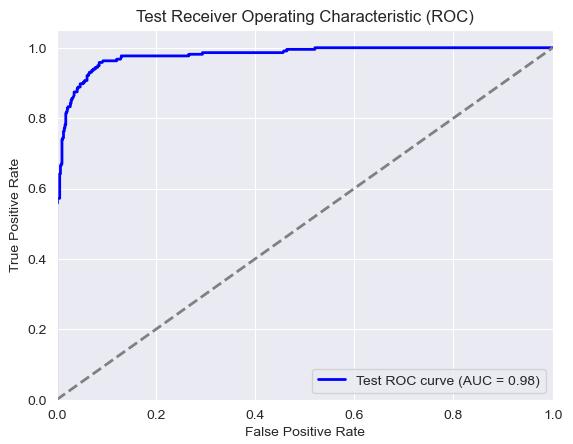 Test Receiver Operating Characteristic (ROC)
1.0
0.8
0.6
0.4
0.2
0.0
True Positive Rate
Test ROC curve (AUC = 0.98)
0.0 0.2 0.4 0.6 0.8 1.0
False Positive Rate